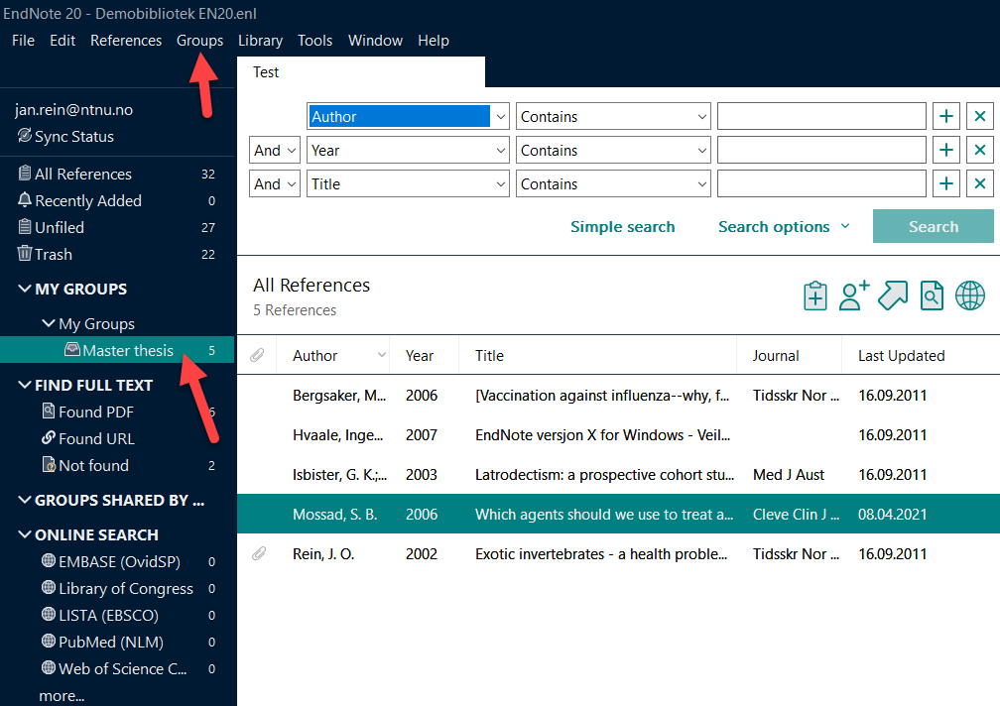 EndNote 20 - Demobibliotek EN20.enl
File Edit References Groups Library Tools Window Help
Test
jan.rein@ntnu.no
Sync Status
All References 32
Recently Added 0
Unfiled 27
Trash 22
MY GROUPS
My Groups
Master thesis 5
FIND FULL TEXT
Found PDF 6
Found URL
Not found 2
GROUPS SHARED BY ...
ONLINE SEARCH
EMBASE (OvidSP) 0
Library of Congress 0
LISTA (EBSCO) 0
PubMed (NLM) 0
Web of Science C... 0
more...
Author Contains
And Year Contains
And Title Contains
Simple search Search options Search
All References
5 References
Author Year Title Journal Last Updated
Bergsaker, M... 2006 [Vaccination against influenza--why, f... Tidsskr Nor ... 16.09.2011
Hvaale, Inge... 2007 EndNote versjon X for Windows - Veil... 16.09.2011
Isbister, G. K.;... 2003 Latrodectism: a prospective cohort stu... Med J Aust 16.09.2011
Mossad, S. B. 2006 Which agents should we use to treat a... Cleve Clin J ... 08.04.2021
Rein, J. O. 2002 Exotic invertebrates - a health proble... Tidsskr Nor ... 16.09.2011